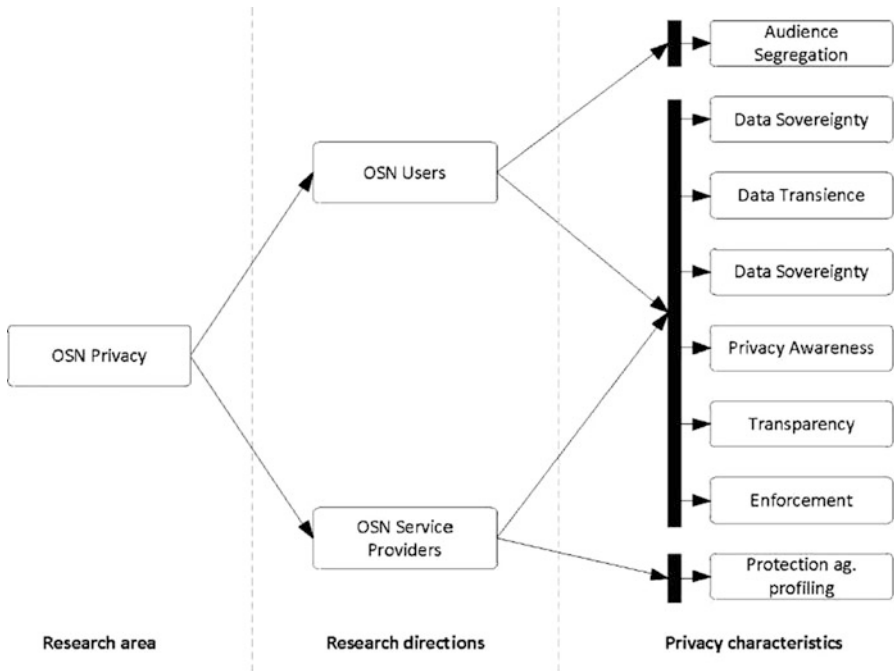 OSN Privacy
OSN Users
OSN Service
Providers
Audience
Segregation
Data Sovereignty
Data Transience
Data Sovereignty
Privacy Awareness
Transparency
Enforcement
Protection ag.
profiling
Research area
Research directions
Privacy characteristics